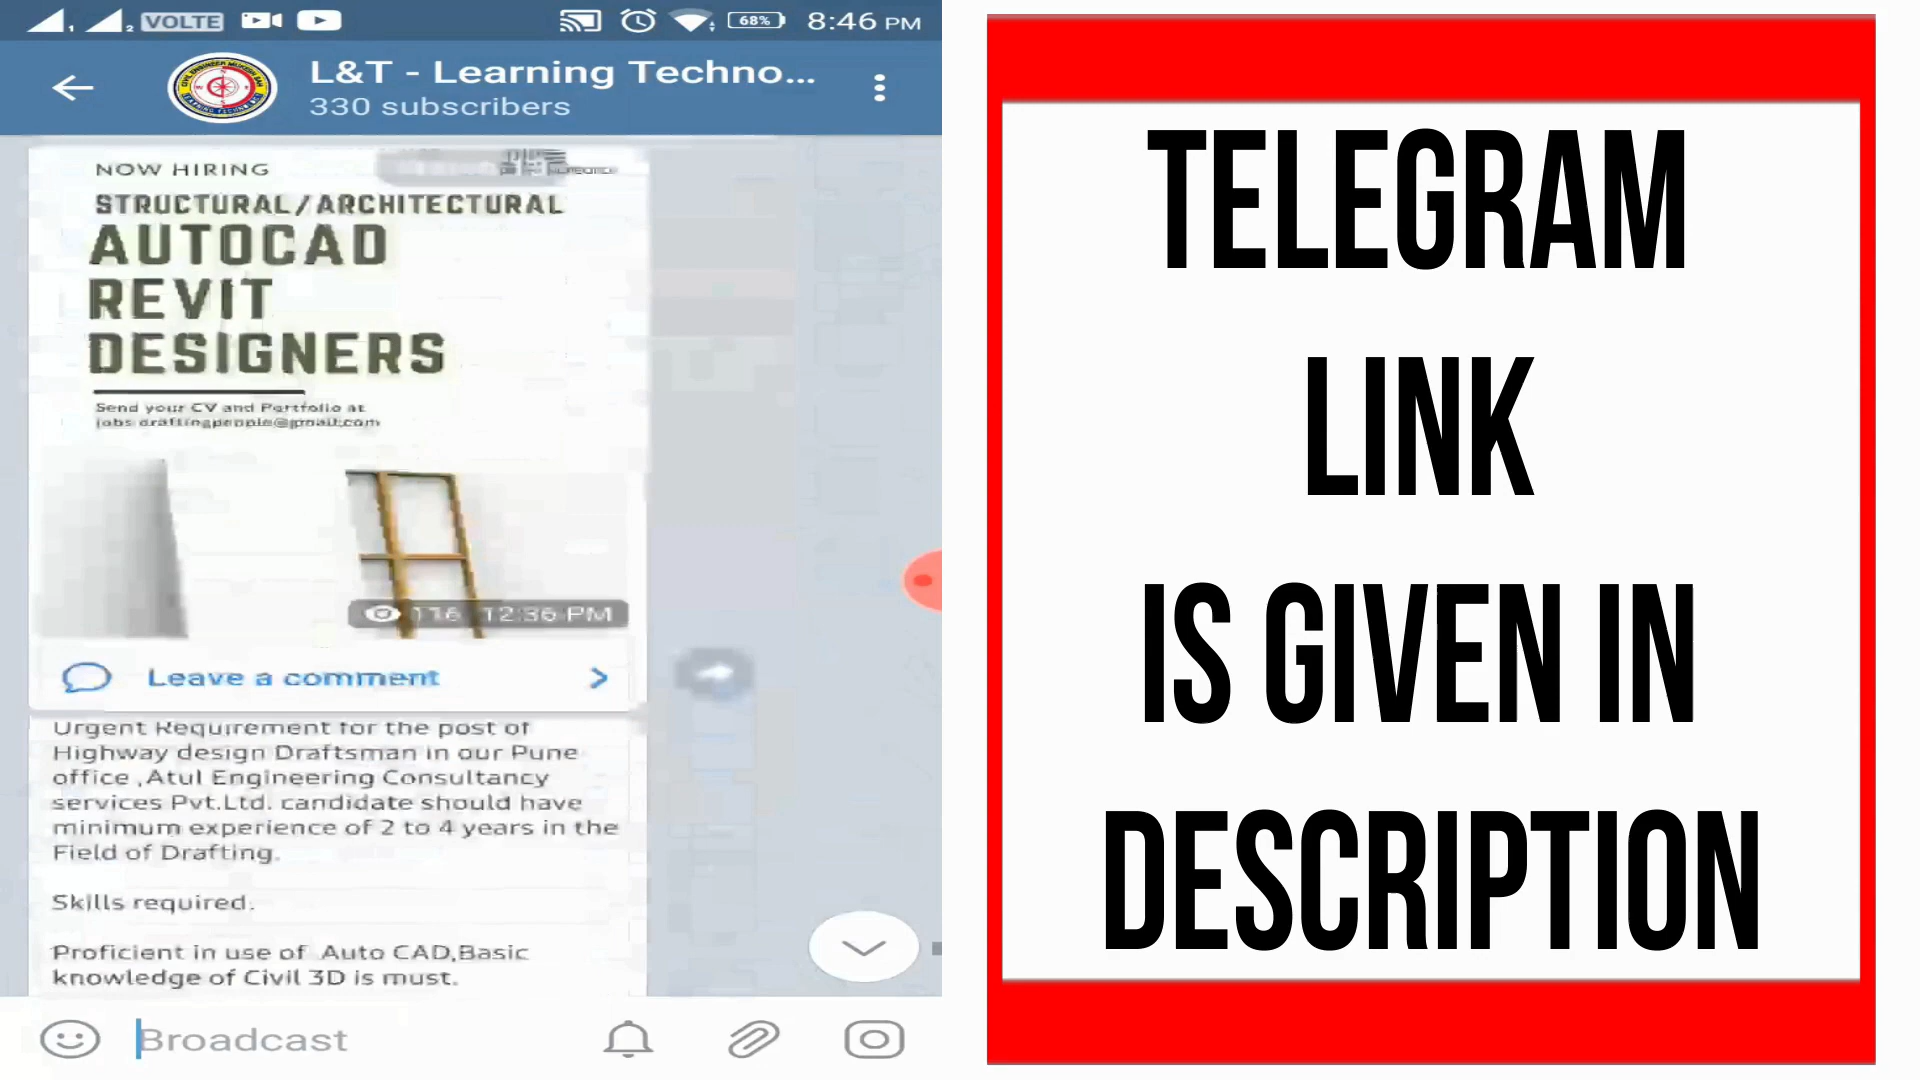 VOLTE
68%
8:46 PM
L&T - Learning Techno...
330 subscribers
NOW HIRING
STRUCTURAL/ARCHITECTURAL
AUTOCAD
REVIT
DESIGNERS
Send your CV and Portfolio at
jobs.draftingpeople@gmail.com
116 12:36 PM
Leave a comment
Urgent Requirement for the post of
Highway design Draftsman in our Pune
office ,Atul Engineering Consultancy
services Pvt.Ltd. candidate should have
minimum experience of 2 to 4 years in the
Field of Drafting.
Skills required.
Proficient in use of Auto CAD,Basic
knowledge of Civil 3D is must.
Broadcast
TELEGRAM
LINK
IS GIVEN IN
DESCRIPTION